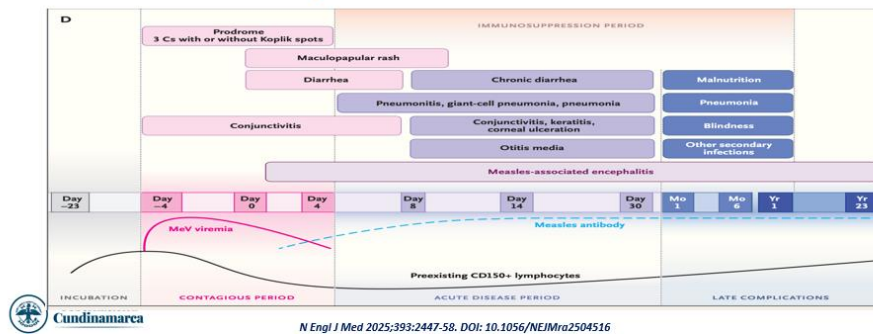 D
IMMUNOSUPPRESSION PERIOD
Prodrome
3 Cs with or without Koplik spots
Maculopapular rash
Diarrhea
Chronic diarrhea
Malnutrition
Pneumonitis, giant-cell pneumonia, pneumonia
Pneumonia
Conjunctivitis
Conjunctivitis, keratitis,
corneal ulceration
Blindness
Otitis media
Other secondary
infections
Measles-associated encephalitis
Day
–23
Day
–4
Day
0
Day
4
Day
8
Day
14
Day
30
Mo
1
Mo
6
Yr
1
Yr
23
MeV viremia
Measles antibody
Preexisting CD150+ lymphocytes
INCUBATION
CONTAGIOUS PERIOD
ACUTE DISEASE PERIOD
LATE COMPLICATIONS
Cundinamarca
N Engl J Med 2025;393:2447-58. DOI: 10.1056/NEJMra2504516